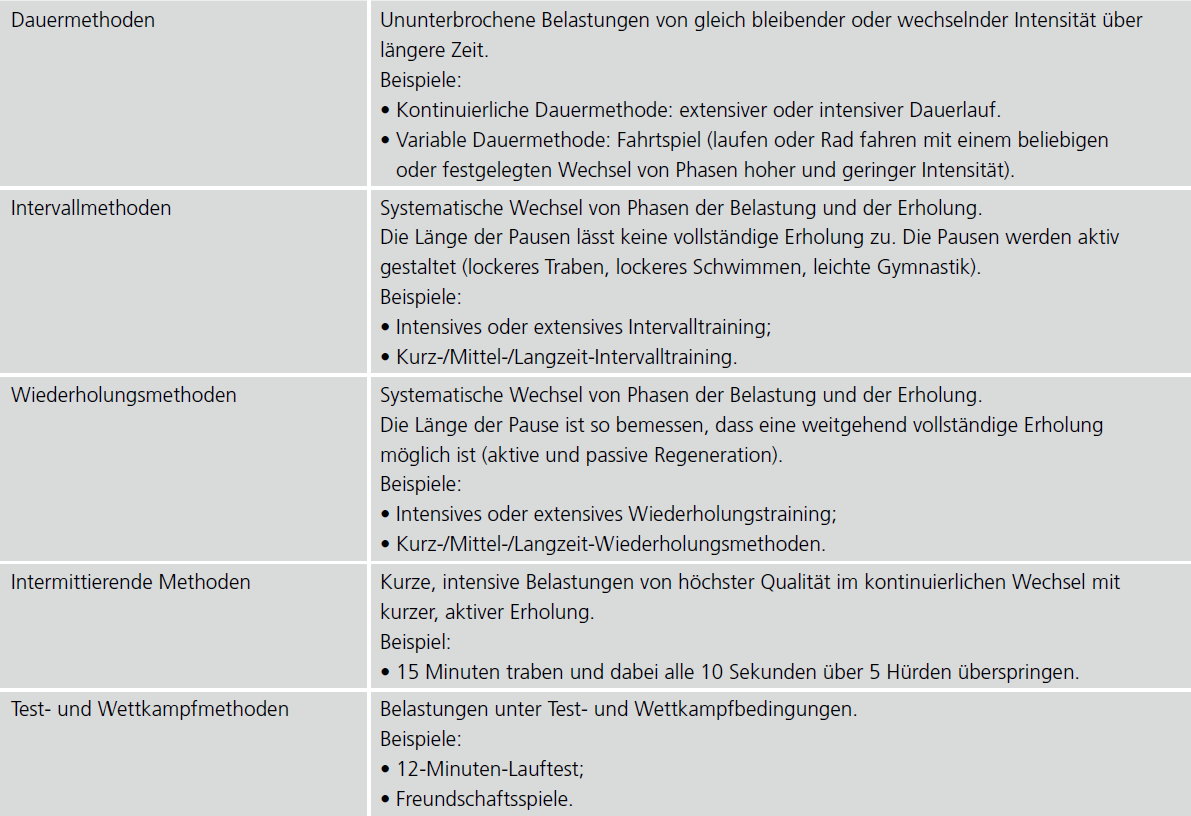 Dauermethoden
Ununterbrochene Belastungen von gleich bleibender oder wechselnder Intensität über
längere Zeit.
Beispiele:
• Kontinuierliche Dauermethode: extensiver oder intensiver Dauerlauf.
• Variable Dauermethode: Fahrtspiel (laufen oder Rad fahren mit einem beliebigen
oder festgelegten Wechsel von Phasen hoher und geringer Intensität).
Intervallmethoden
Systematische Wechsel von Phasen der Belastung und der Erholung.
Die Länge der Pausen lässt keine vollständige Erholung zu. Die Pausen werden aktiv
gestaltet (lockeres Traben, lockeres Schwimmen, leichte Gymnastik).
Beispiele:
• Intensives oder extensives Intervalltraining;
• Kurz-/Mittel-/Langzeit-Intervalltraining.
Wiederholungsmethoden
Systematische Wechsel von Phasen der Belastung und der Erholung.
Die Länge der Pause ist so bemessen, dass eine weitgehend vollständige Erholung
möglich ist (aktive und passive Regeneration).
Beispiele:
• Intensives oder extensives Wiederholungstraining;
• Kurz-/Mittel-/Langzeit-Wiederholungsmethoden.
Intermittierende Methoden
Kurze, intensive Belastungen von höchster Qualität im kontinuierlichen Wechsel mit
kurzer, aktiver Erholung.
Beispiel:
• 15 Minuten traben und dabei alle 10 Sekunden über 5 Hürden überspringen.
Test- und Wettkampfmethoden
Belastungen unter Test- und Wettkampfbedingungen.
Beispiele:
• 12-Minuten-Lauftest;
• Freundschaftsspiele.